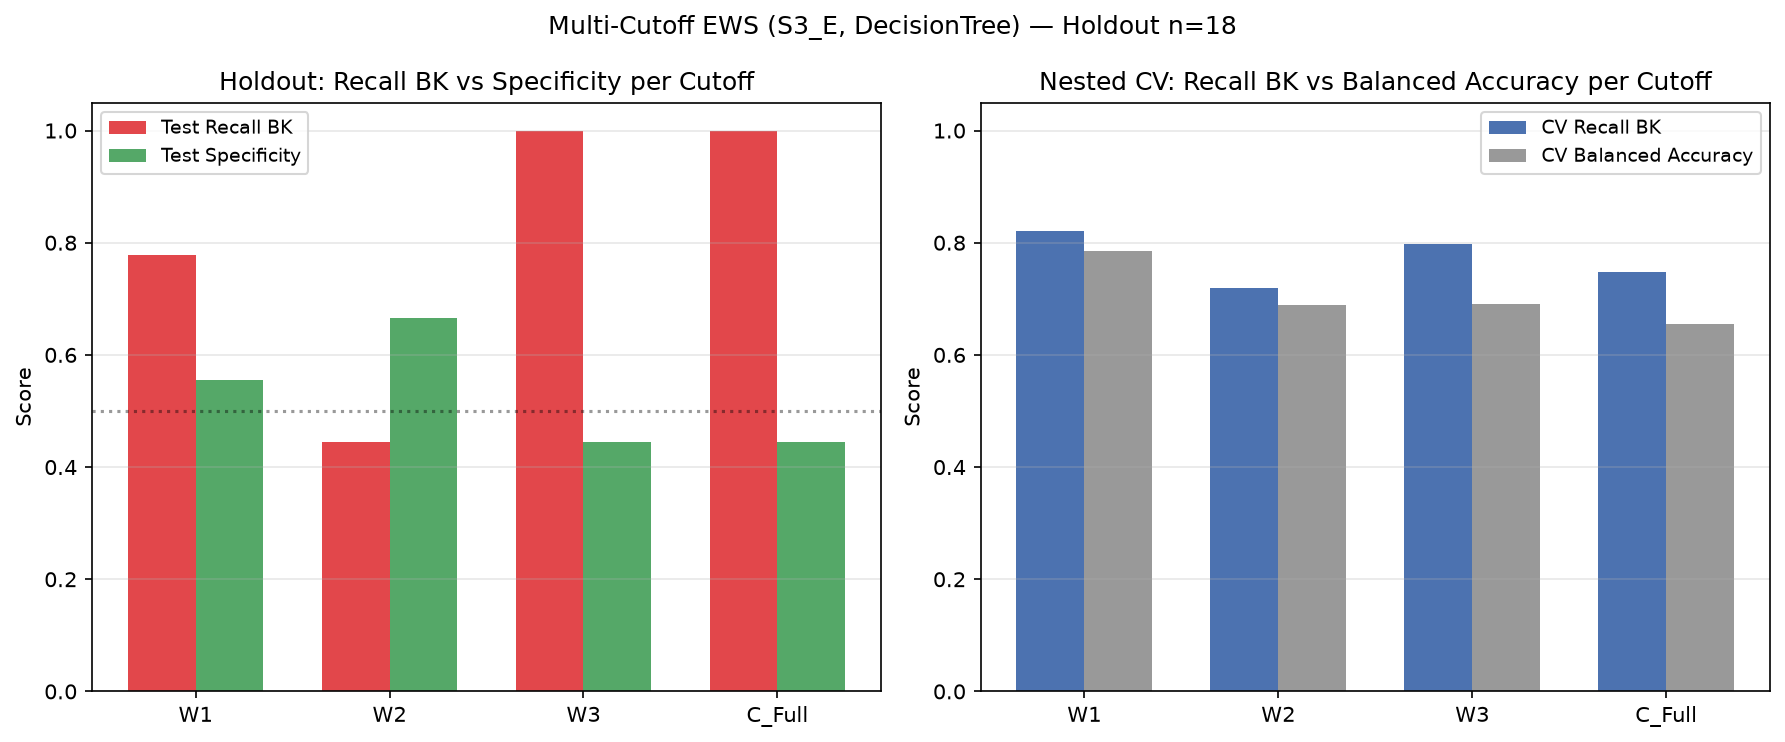 Multi-Cutoff EWS (S3_E, DecisionTree) — Holdout n=18
Holdout: Recall BK vs Specificity per Cutoff
Test Recall BK
Test Specificity
Score
1.0
0.8
0.6
0.4
0.2
0.0
W1
W2
W3
C_Full
Nested CV: Recall BK vs Balanced Accuracy per Cutoff
CV Recall BK
CV Balanced Accuracy
Score
1.0
0.8
0.6
0.4
0.2
0.0
W1
W2
W3
C_Full